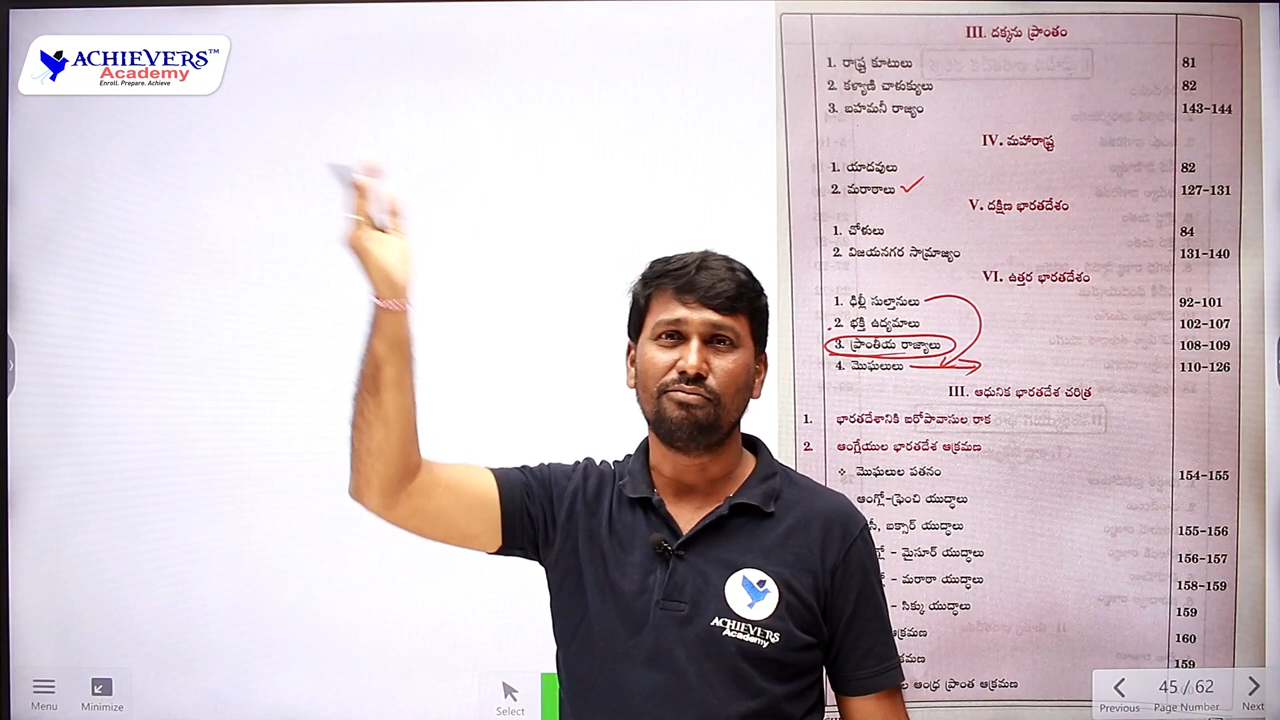 ACHIEVERS™
Academy
Enroll. Prepare. Achieve
III. దక్కను ప్రాంతం
1. రాష్ట్ర కూటులు 81
2. కళ్యాణి చాళుక్యులు 82
3. బహమనీ రాజ్యం 143-144
IV. మహారాష్ట్ర
1. యాదవులు 82
2. మరాఠాలు 127-131
V. దక్షిణ భారతదేశం
1. చోళులు 84
2. విజయనగర సామ్రాజ్యం 131-140
VI. ఉత్తర భారతదేశం
1. ఢిల్లీ సుల్తానులు 92-101
2. భక్తి ఉద్యమాలు 102-107
3. ప్రాంతీయ రాజ్యాలు 108-109
4. మొఘలులు 110-126
III. ఆధునిక భారతదేశ చరిత్ర
1. భారతదేశానికి ఐరోపావాసుల రాక
2. ఆంగ్లేయుల భారతదేశ ఆక్రమణ
మొఘలుల పతనం 154-155
ఆంగ్లో-ఫ్రెంచి యుద్ధాలు
బక్సార్ యుద్ధాలు 155-156
- మైసూర్ యుద్ధాలు 156-157
- మరాఠా యుద్ధాలు 158-159
- సిక్కు యుద్ధాలు 159
160
159
ఆంధ్ర ప్రాంత ఆక్రమణ
ACHIEVERS
Academy
Menu
Minimize
Select
Previous
45 / 62
Page Number
Next